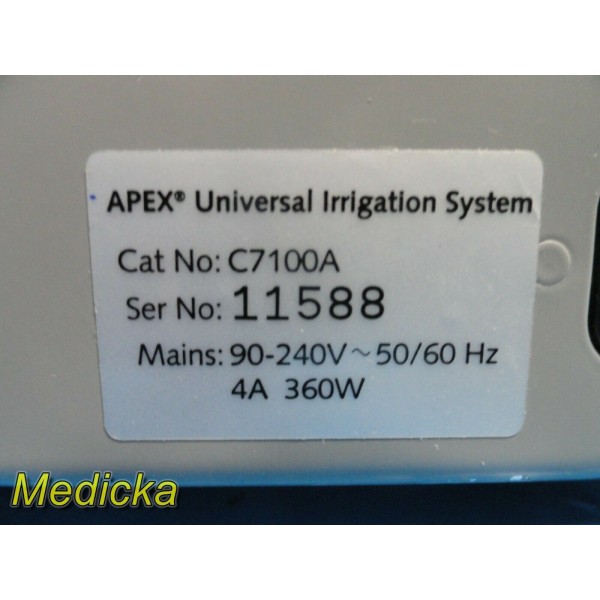 APEX® Universal Irrigation System
Cat No: C7100A
Ser No: 11588
Mains: 90-240V ~ 50/60 Hz
4A 360W
Medicka